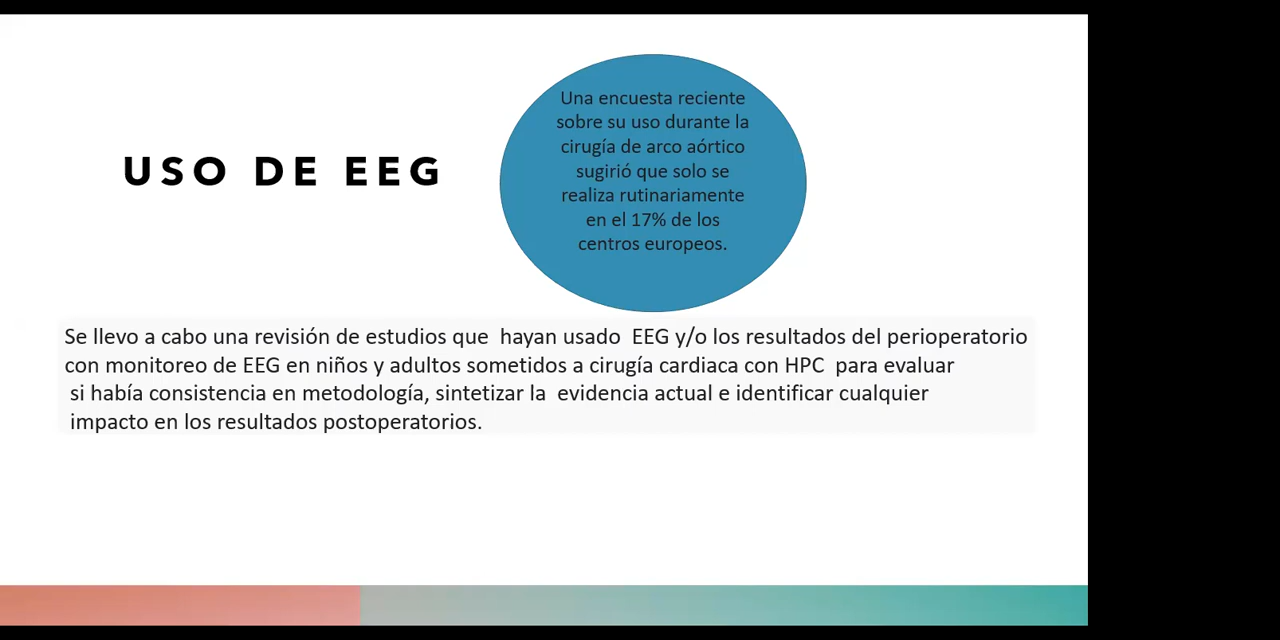 USO DE EEG
Una encuesta reciente
sobre su uso durante la
cirugía de arco aórtico
sugirió que solo se
realiza rutinariamente
en el 17% de los
centros europeos.
Se llevo a cabo una revisión de estudios que hayan usado EEG y/o los resultados del perioperatorio
con monitoreo de EEG en niños y adultos sometidos a cirugía cardiaca con HPC para evaluar
si había consistencia en metodología, sintetizar la evidencia actual e identificar cualquier
impacto en los resultados postoperatorios.